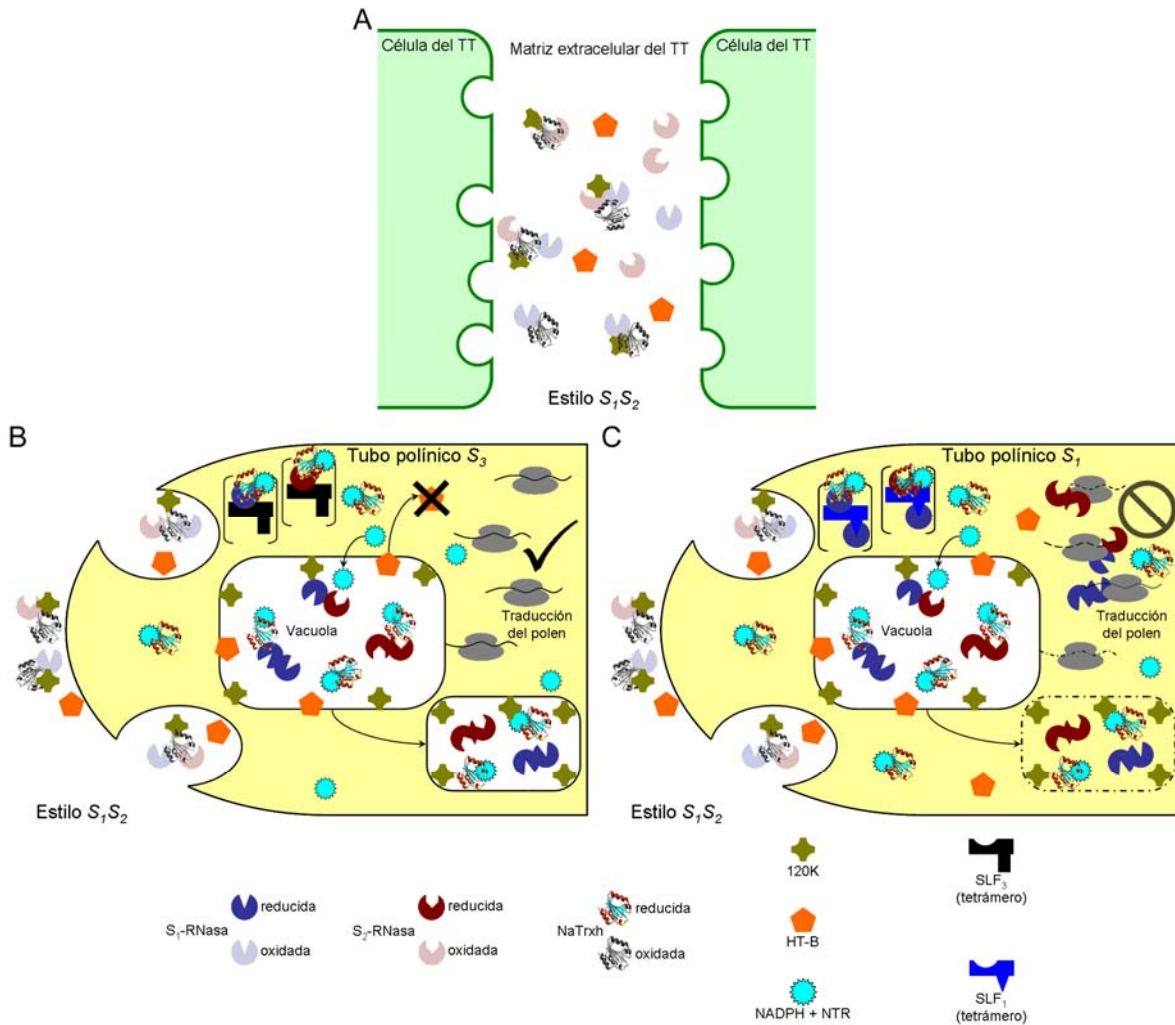 A
Célula del TT
Matriz extracelular del TT
Célula del TT
Estilo S1S2
B
Tubo polínico S3
Vacuola
Traducción
del polen
Estilo S1S2
C
Tubo polínico S1
Vacuola
Traducción
del polen
Estilo S1S2
S1-RNasa
reducida
oxidada
S2-RNasa
reducida
oxidada
NaTrxh
reducida
oxidada
120K
HT-B
NADPH + NTR
SLF3
(tetrámero)
SLF1
(tetrámero)